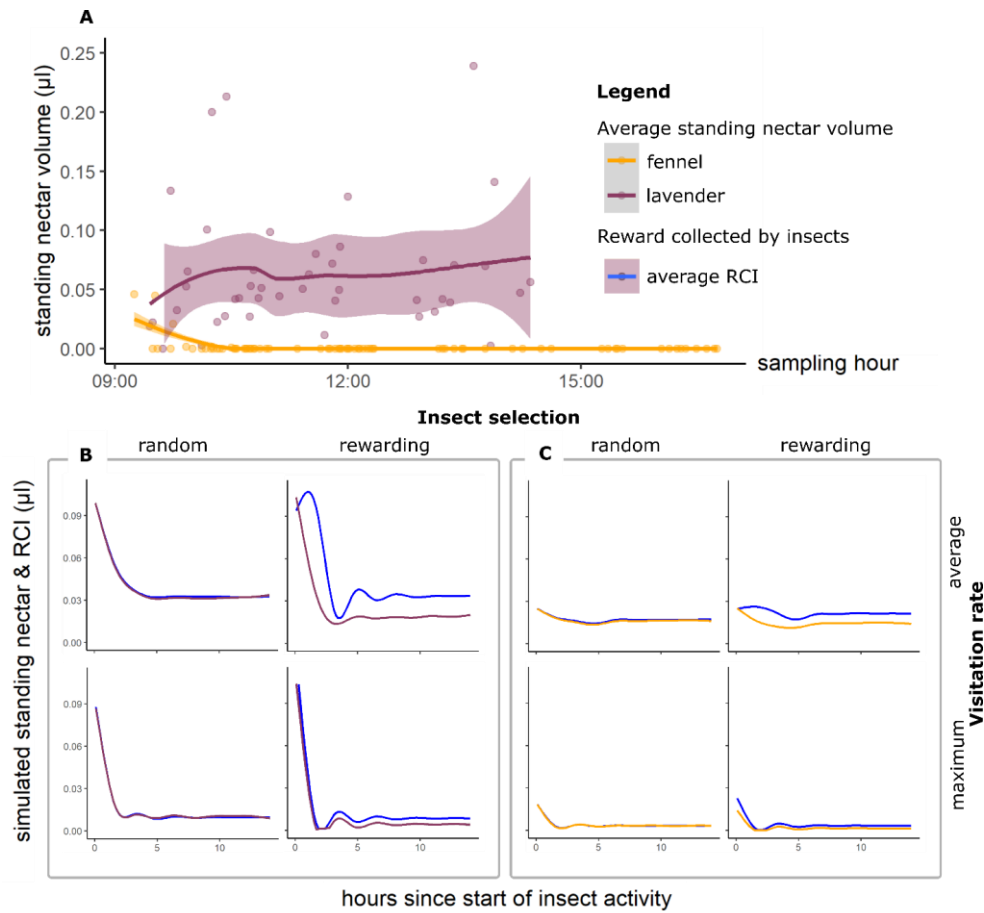 A
standing nectar volume (µl)
0.25
0.20
0.15
0.10
0.05
0.00
09:00
12:00
15:00
sampling hour
Legend
Average standing nectar volume
fennel
lavender
Reward collected by insects
average RCI
Insect selection
B
random
rewarding
C
random
rewarding
simulated standing nectar & RCI (µl)
0.09
0.06
0.03
0.00
average
0.09
0.06
0.03
0.00
maximum
Visitation rate
0
5
10
0
5
10
0
5
10
0
5
10
hours since start of insect activity